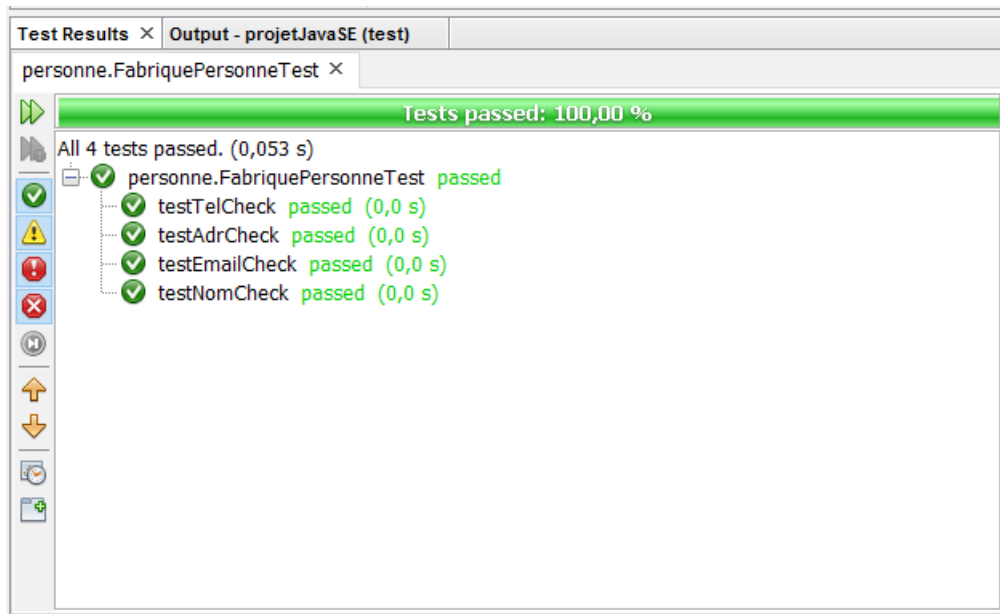 Test Results × Output - projetJavaSE (test)
personne.FabriquePersonneTest ×
Tests passed: 100,00 %
All 4 tests passed. (0,053 s)
personne.FabriquePersonneTest passed
testTelCheck passed (0,0 s)
testAdrCheck passed (0,0 s)
testEmailCheck passed (0,0 s)
testNomCheck passed (0,0 s)